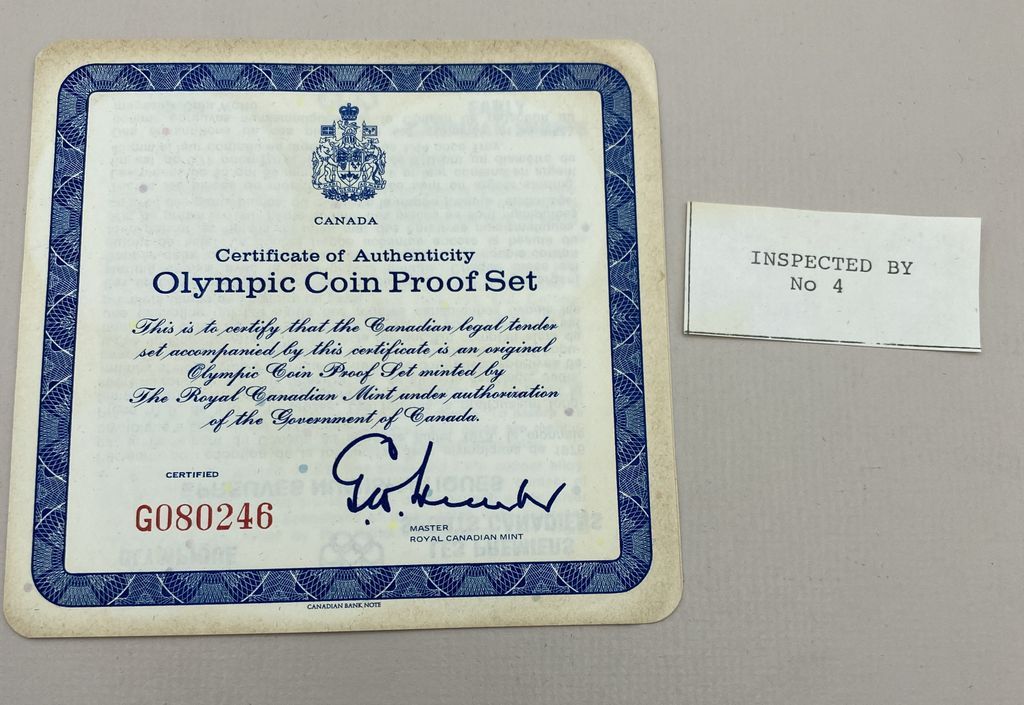 CANADA
Certificate of Authenticity
Olympic Coin Proof Set
This is to certify that the Canadian legal tender
set accompanied by this certificate is an original
Olympic Coin Proof Set minted by
The Royal Canadian Mint under authorization
of the Government of Canada.
CERTIFIED
G080246
MASTER
ROYAL CANADIAN MINT
CANADIAN BANK NOTE
INSPECTED BY
No 4